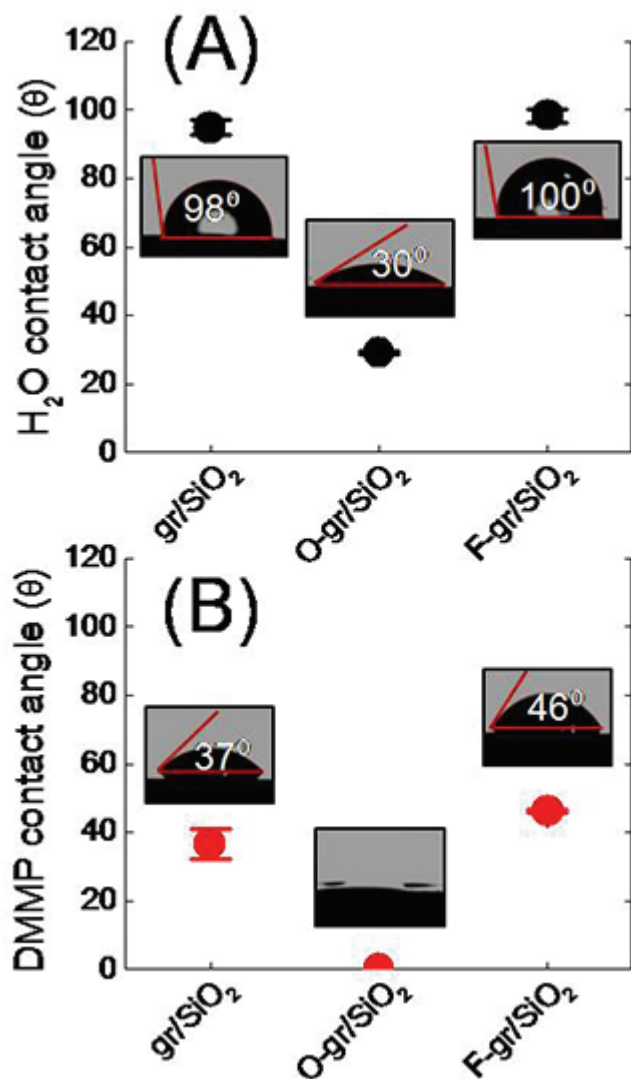 (A)
H₂O contact angle (θ)
120
100
80
60
40
20
0
98⁰
30⁰
100⁰
gr/SiO₂
O-gr/SiO₂
F-gr/SiO₂
(B)
DMMP contact angle (θ)
120
100
80
60
40
20
0
37⁰
46⁰
gr/SiO₂
O-gr/SiO₂
F-gr/SiO₂